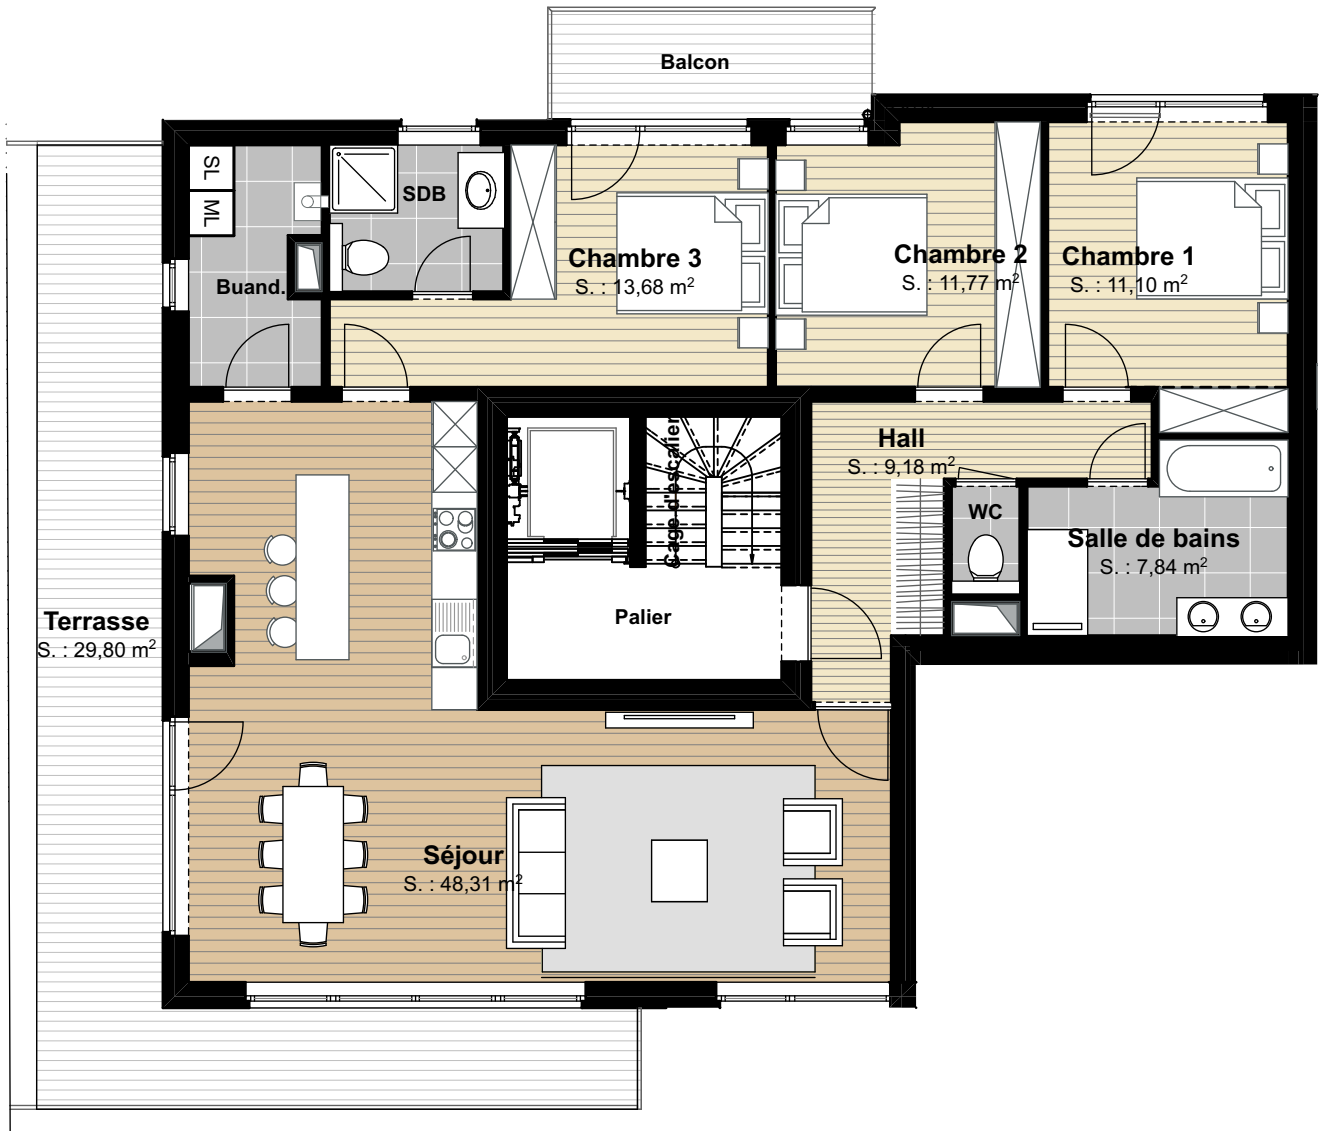 Balcon
SL
ML
SDB
Buand.
Chambre 3
S. : 13,68 m²
Chambre 2
S. : 11,77 m²
Chambre 1
S. : 11,10 m²
Hall
S. : 9,18 m²
Cage d'escalier
WC
Salle de bains
S. : 7,84 m²
Palier
Terrasse
S. : 29,80 m²
Séjour
S. : 48,31 m²